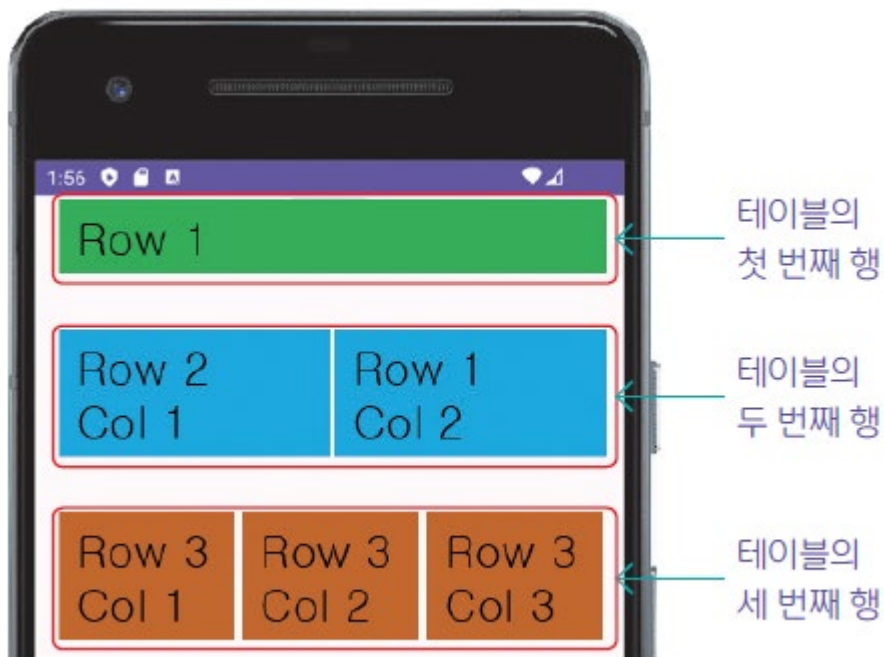 1:56
Row 1
테이블의
첫 번째 행
Row 2
Col 1
Row 1
Col 2
테이블의
두 번째 행
Row 3
Col 1
Row 3
Col 2
Row 3
Col 3
테이블의
세 번째 행